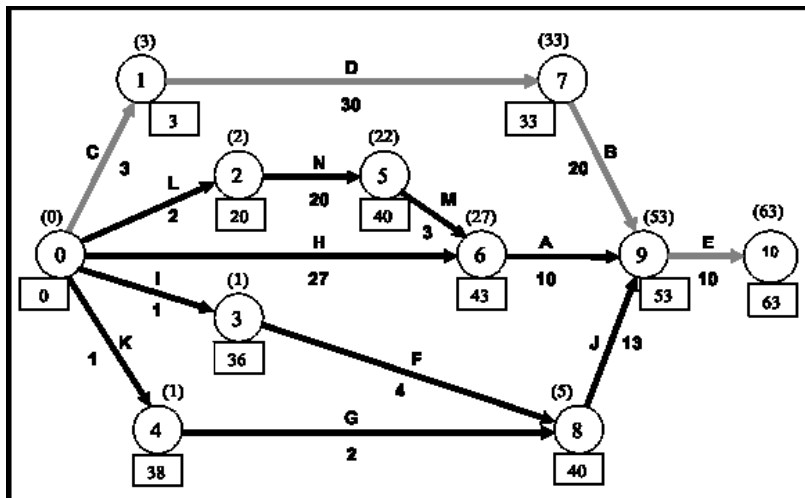 (3) (33)
1 D 7
3 30 33
C (2) (22) B
3 L 2 N 5 M 20
(0) 2 20 20 40 3 (27) (53) (63)
0 H 6 A 9 E 10
0 27 43 10 53 10 63
I (1)
1 3
K 36 F J 13
1 (1) 4 (5)
4 G 8
38 2 40